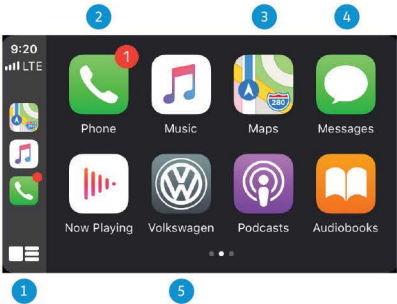 2 3 4
9:20
LTE
1
280
Phone Music Maps Messages
Now Playing Volkswagen Podcasts Audiobooks
1 5